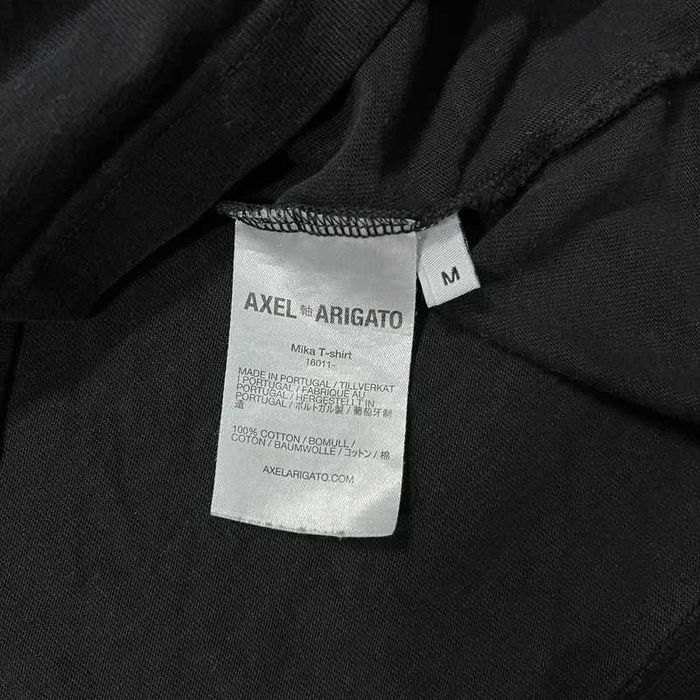 AXEL 軸 ARIGATO
M
Mika T-shirt
16011-
MADE IN PORTUGAL / TILLVERKAT
I PORTUGAL / FABRIQUE AU
PORTUGAL / HERGESTELLT IN
PORTUGAL / ポルトガル製 / 葡萄牙制
造
100% COTTON / BOMULL /
COTON / BAUMWOLLE / コットン / 棉
AXELARIGATO.COM